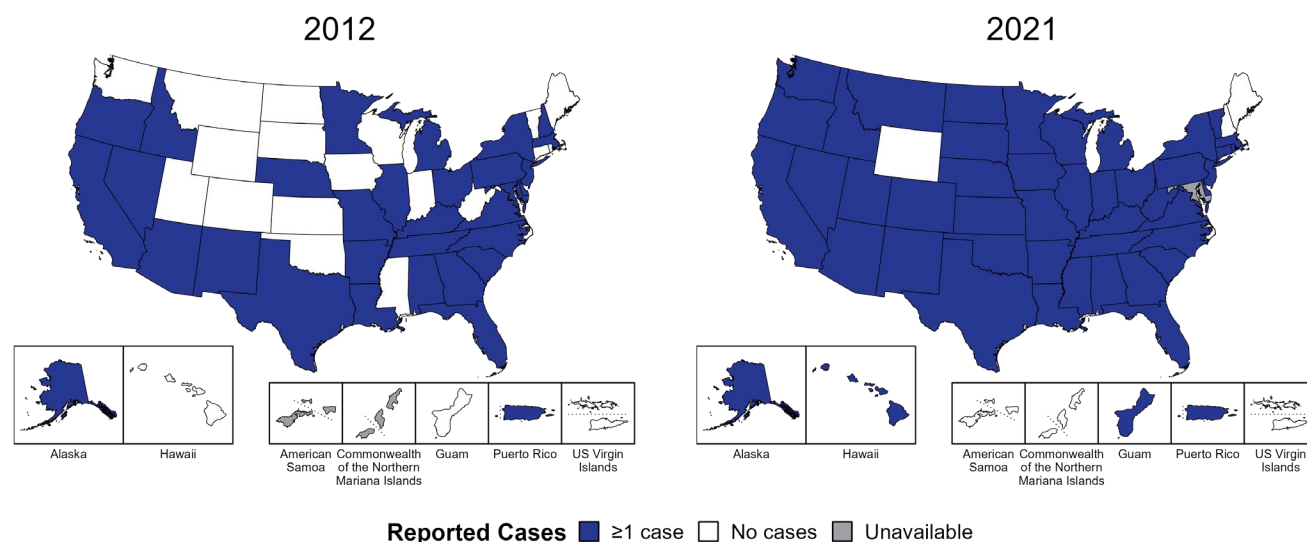 2012
2021
Alaska
Hawaii
American
Samoa
Commonwealth
of the Northern
Mariana Islands
Guam
Puerto Rico
US Virgin
Islands
Alaska
Hawaii
American
Samoa
Commonwealth
of the Northern
Mariana Islands
Guam
Puerto Rico
US Virgin
Islands
Reported Cases ≥1 case No cases Unavailable